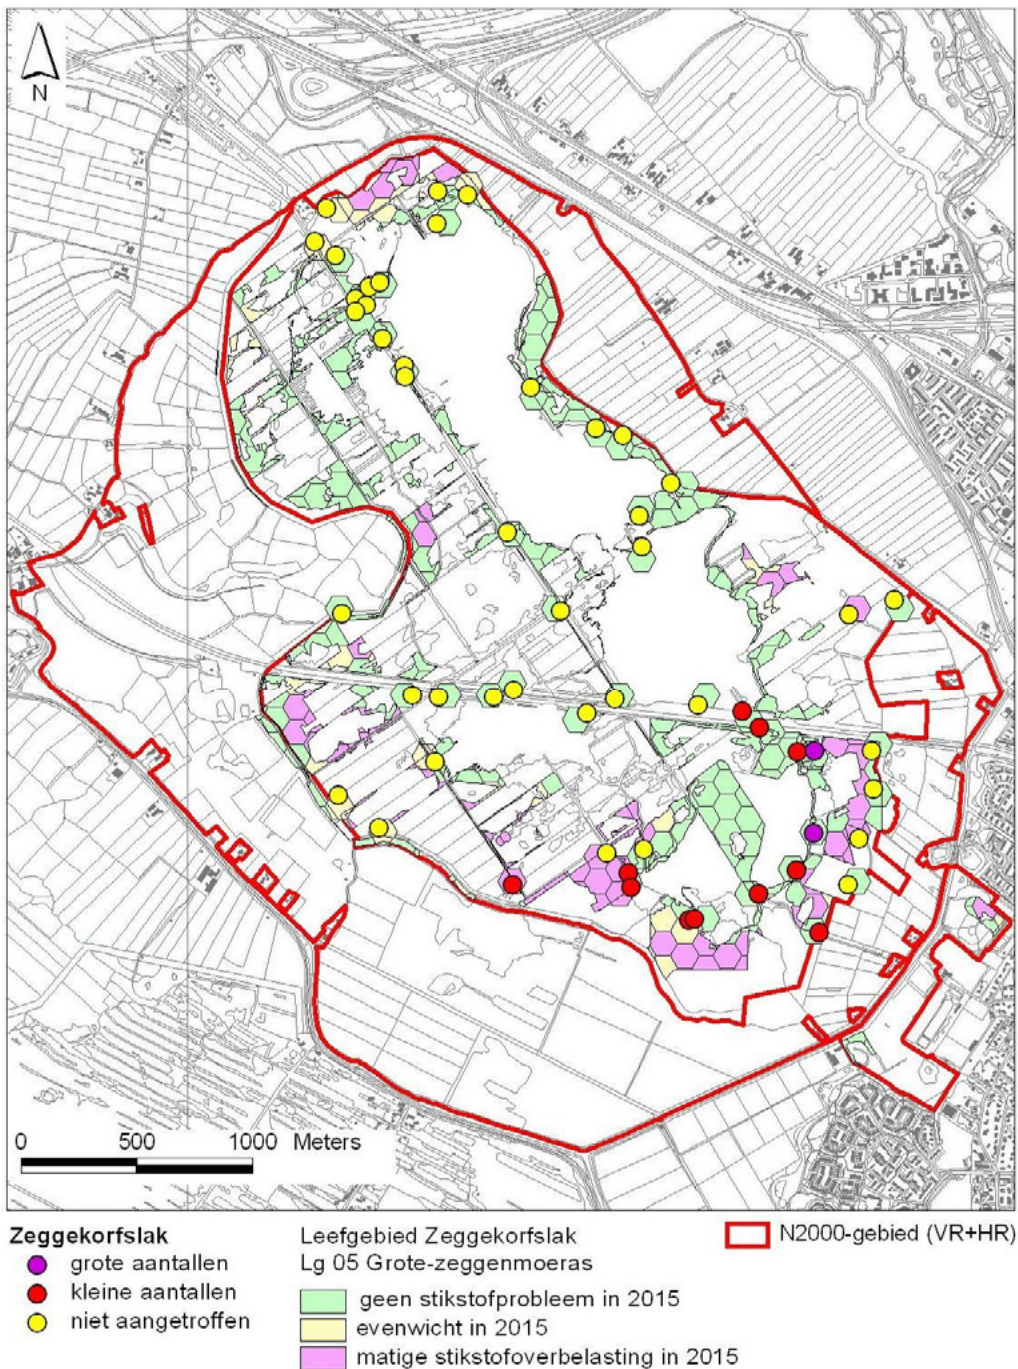 N
0 500 1000 Meters
Zeggekorfslak
grote aantallen
kleine aantallen
niet aangetroffen
Leefgebied Zeggekorfslak
Lg 05 Grote-zeggenmoeras
geen stikstofprobleem in 2015
evenwicht in 2015
matige stikstofoverbelasting in 2015
N2000-gebied (VR+HR)